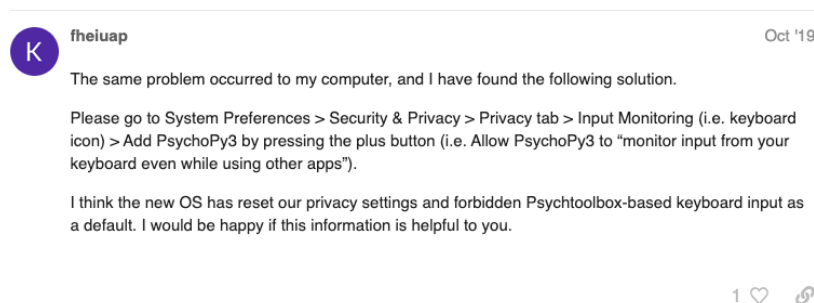 K
fheiuap
Oct '19
The same problem occurred to my computer, and I have found the following solution.
Please go to System Preferences > Security & Privacy > Privacy tab > Input Monitoring (i.e. keyboard
icon) > Add PsychoPy3 by pressing the plus button (i.e. Allow PsychoPy3 to “monitor input from your
keyboard even while using other apps”).
I think the new OS has reset our privacy settings and forbidden Psychtoolbox-based keyboard input as
a default. I would be happy if this information is helpful to you.
1